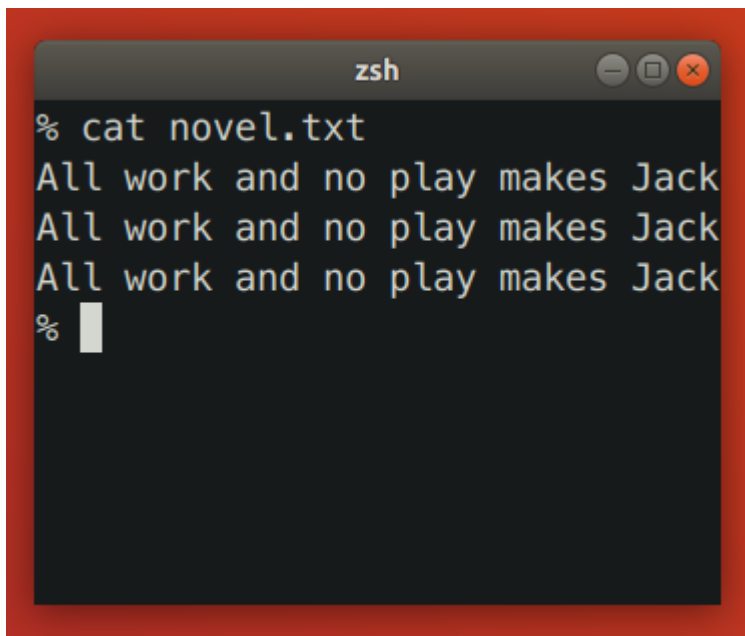 zsh
% cat novel.txt
All work and no play makes Jack
All work and no play makes Jack
All work and no play makes Jack
%